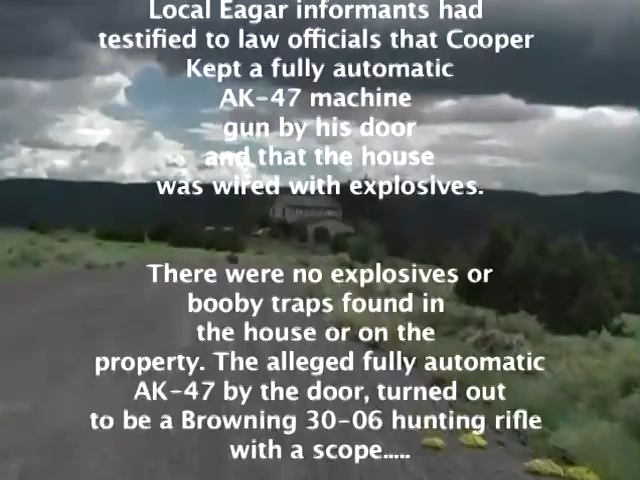 Local Eagar informants had
testified to law officials that Cooper
Kept a fully automatic
AK-47 machine
gun by his door
and that the house
was wired with explosives.
There were no explosives or
booby traps found in
the house or on the
property. The alleged fully automatic
AK-47 by the door, turned out
to be a Browning 30-06 hunting rifle
with a scope.....